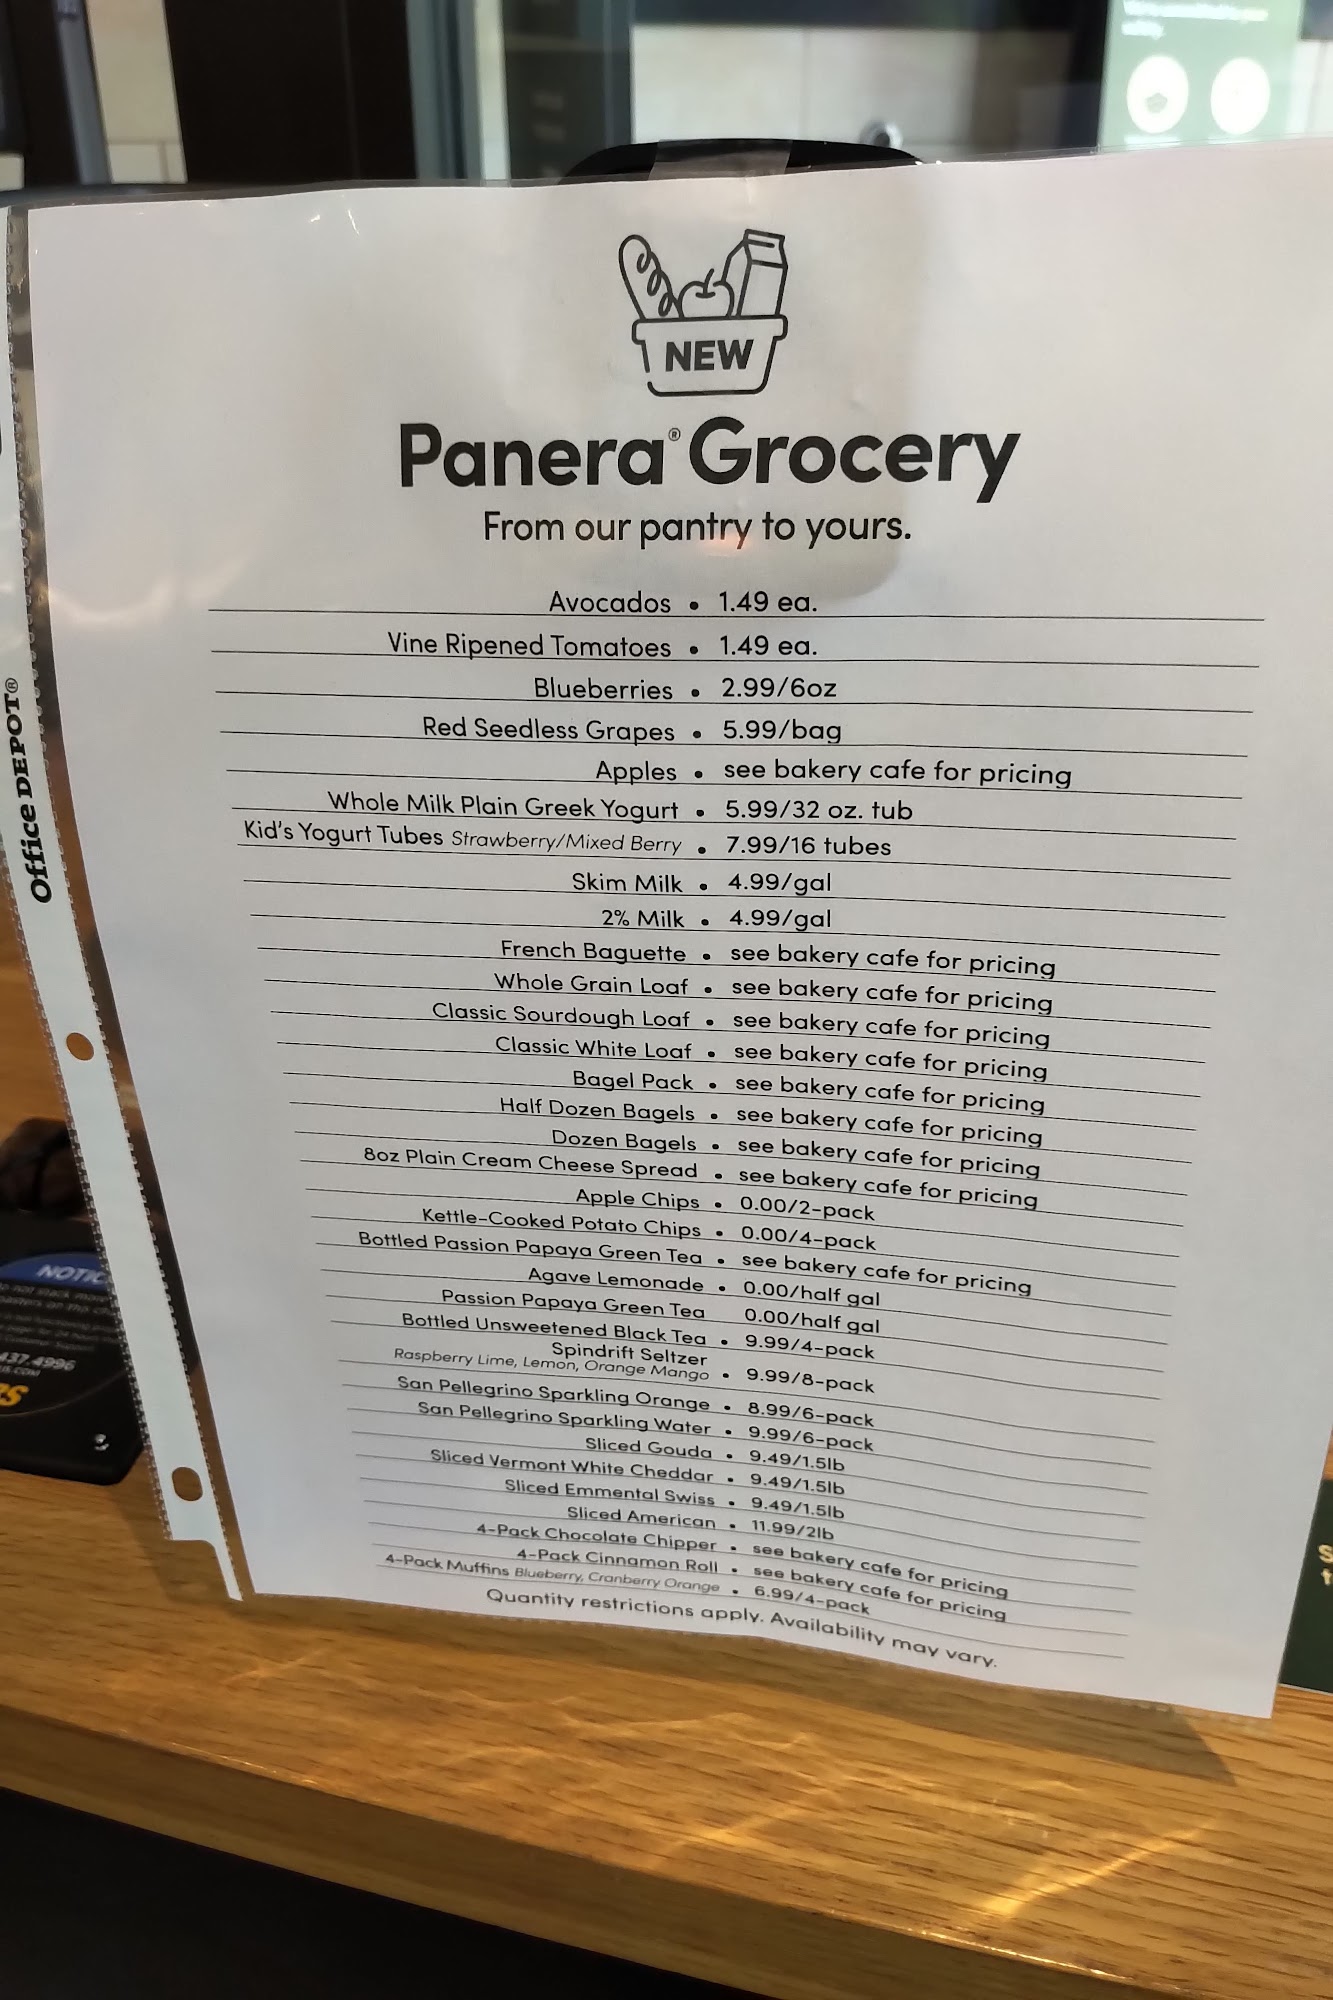 NEW
Panera® Grocery
From our pantry to yours.
Avocados • 1.49 ea.
Vine Ripened Tomatoes • 1.49 ea.
Blueberries • 2.99/6oz
Red Seedless Grapes • 5.99/bag
Apples • see bakery cafe for pricing
Whole Milk Plain Greek Yogurt • 5.99/32 oz. tub
Kid's Yogurt Tubes Strawberry/Mixed Berry • 7.99/16 tubes
Skim Milk • 4.99/gal
2% Milk • 4.99/gal
French Baguette • see bakery cafe for pricing
Whole Grain Loaf • see bakery cafe for pricing
Classic Sourdough Loaf • see bakery cafe for pricing
Classic White Loaf • see bakery cafe for pricing
Bagel Pack • see bakery cafe for pricing
Half Dozen Bagels • see bakery cafe for pricing
Dozen Bagels • see bakery cafe for pricing
8oz Plain Cream Cheese Spread • see bakery cafe for pricing
Apple Chips • 0.00/2-pack
Kettle-Cooked Potato Chips • 0.00/4-pack
Bottled Passion Papaya Green Tea • see bakery cafe for pricing
Agave Lemonade • 0.00/half gal
Passion Papaya Green Tea 0.00/half gal
Bottled Unsweetened Black Tea • 9.99/4-pack
Spindrift Seltzer
Raspberry Lime, Lemon, Orange Mango • 9.99/8-pack
San Pellegrino Sparkling Orange • 8.99/6-pack
San Pellegrino Sparkling Water • 9.99/6-pack
Sliced Gouda • 9.49/1.5lb
Sliced Vermont White Cheddar • 9.49/1.5lb
Sliced Emmental Swiss • 9.49/1.5lb
Sliced American • 11.99/2lb
4-Pack Chocolate Chipper • see bakery cafe for pricing
4-Pack Cinnamon Roll • see bakery cafe for pricing
4-Pack Muffins Blueberry, Cranberry Orange • 6.99/4-pack
Quantity restrictions apply. Availability may vary.
Office DEPOT®
437.4996